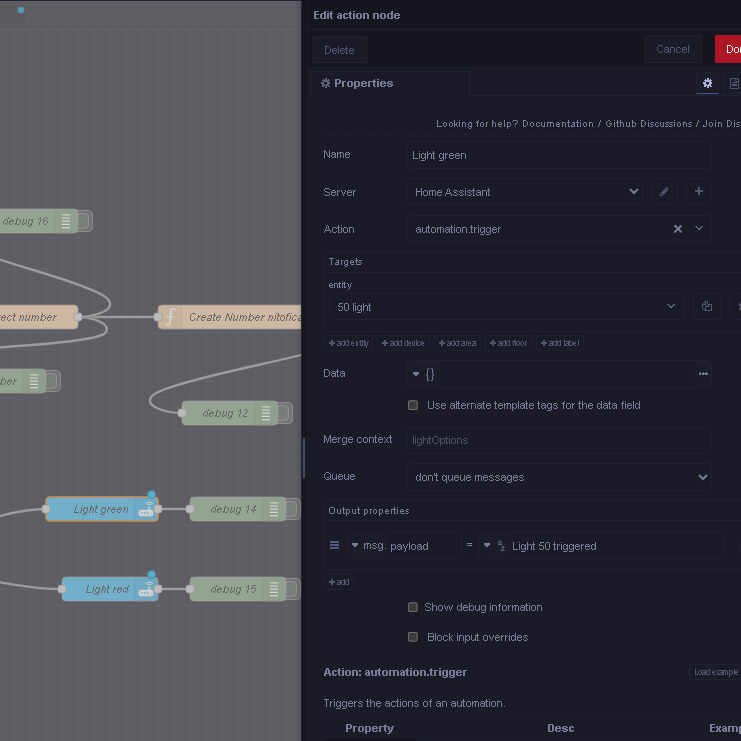 Edit action node
Delete
Cancel
Properties
Looking for help? Documentation / Github Discussions / Join Dis
Name
Light green
Server
Home Assistant
Action
automation.trigger
Targets
entity
50 light
+ add entity + add device + add area + add floor + add label
Data
{}
Use alternate template tags for the data field
Merge context
lightOptions
Queue
don't queue messages
Output properties
msg. payload = Light 50 triggered
+ add
Show debug information
Block input overrides
Action: automation.trigger
Load example
Triggers the actions of an automation.
Property Desc Examp
debug 16
rect number
Create Number nitofica
ber
debug 12
Light green
debug 14
Light red
debug 15